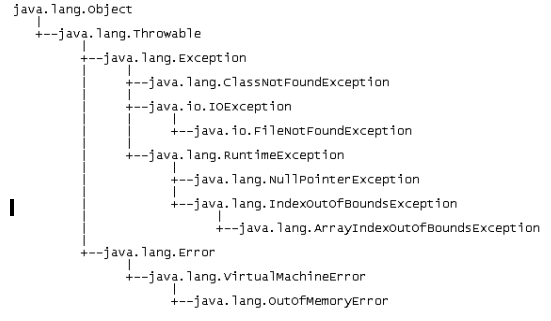 java.lang.Object
|
+--java.lang.Throwable
|
+--java.lang.Exception
| |
| +--java.lang.ClassNotFoundException
| |
| +--java.io.IOException
| | |
| | +--java.io.FileNotFoundException
| |
| +--java.lang.RuntimeException
| |
| +--java.lang.NullPointerException
| |
| +--java.lang.IndexOutOfBoundsException
| |
| +--java.lang.ArrayIndexOutOfBoundsException
|
+--java.lang.Error
|
+--java.lang.VirtualMachineError
|
+--java.lang.OutOfMemoryError